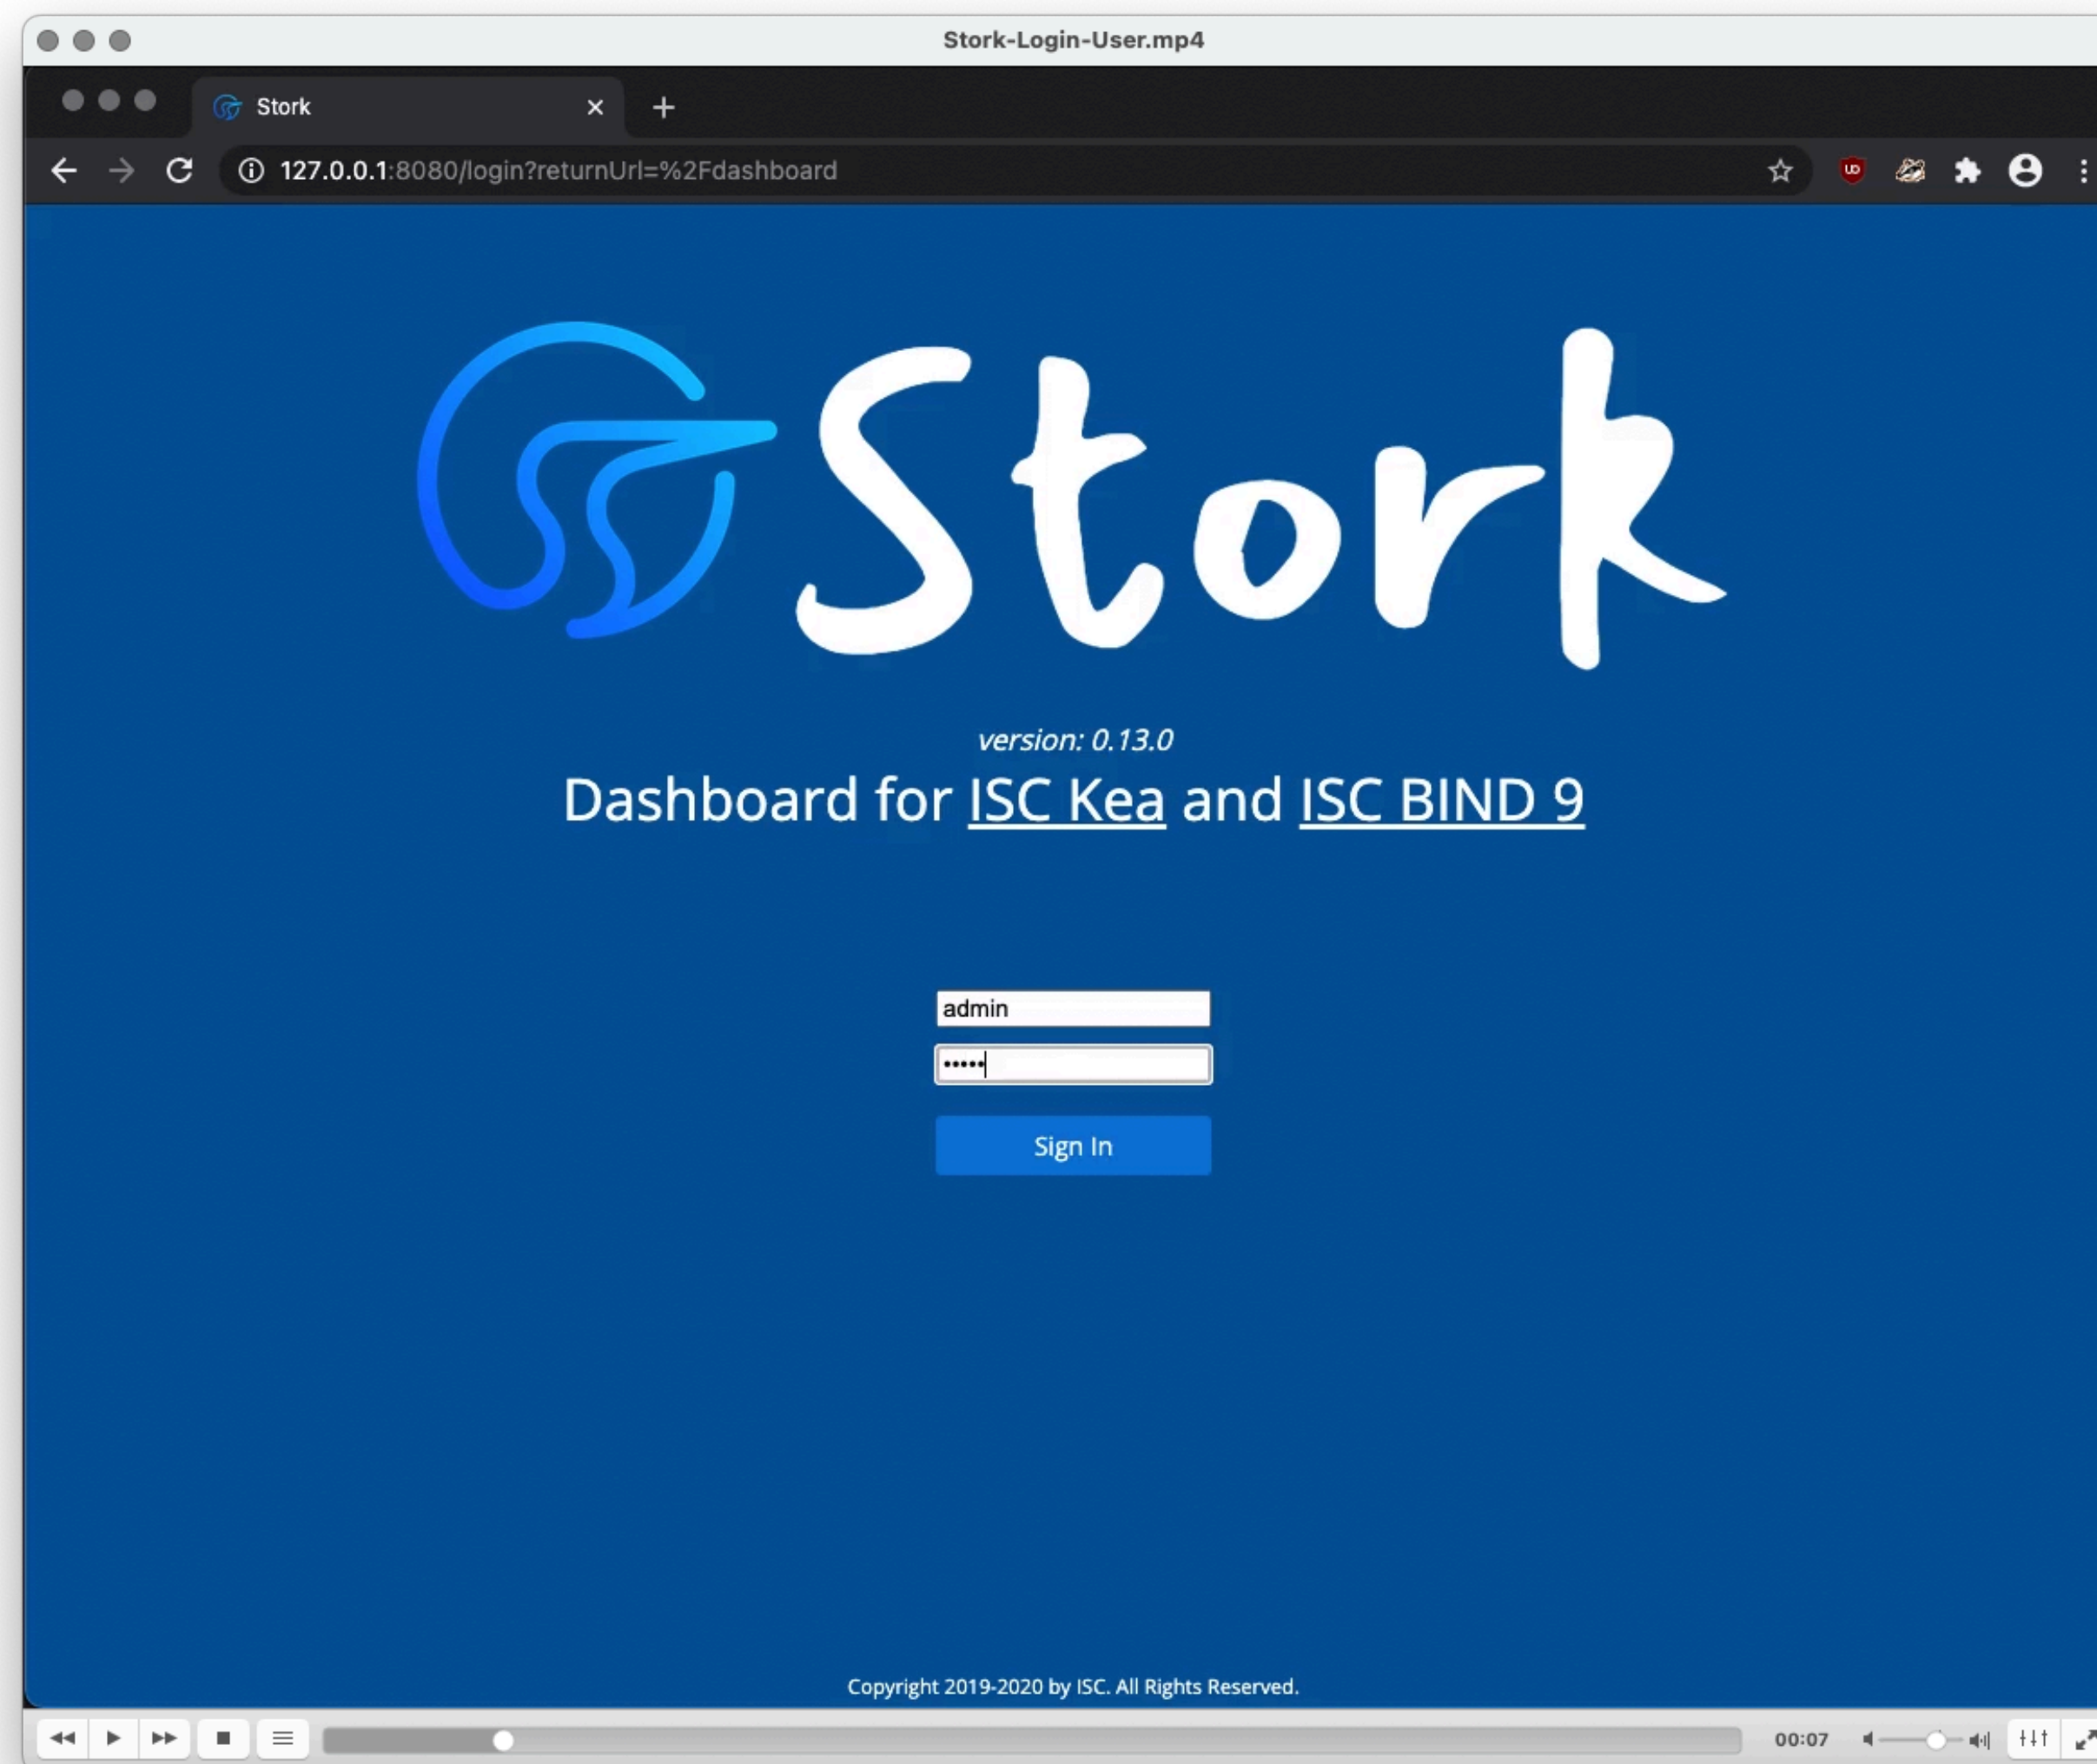 Stork-Login-User.mp4
Stork
127.0.0.1:8080/login?returnUrl=%2Fdashboard
Stork
version: 0.13.0
Dashboard for ISC Kea and ISC BIND 9
admin
•••••
Sign In
Copyright 2019-2020 by ISC. All Rights Reserved.
00:07